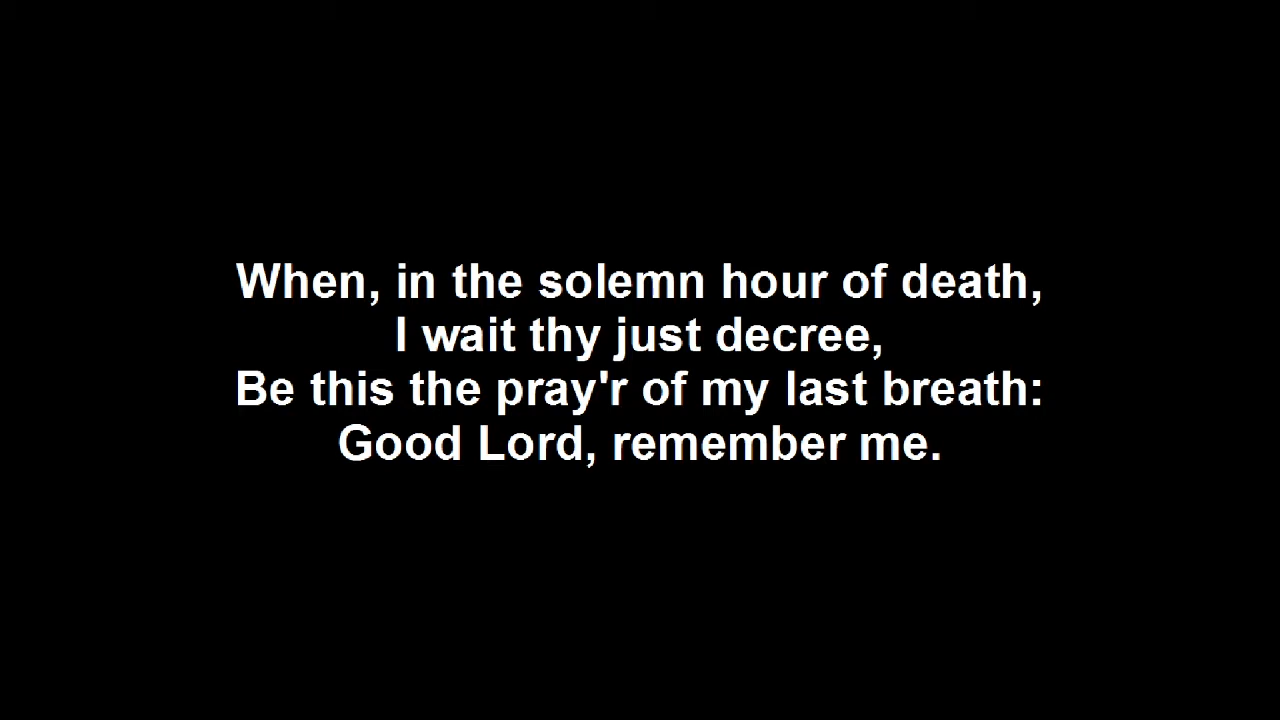 When, in the solemn hour of death,
I wait thy just decree,
Be this the pray'r of my last breath:
Good Lord, remember me.